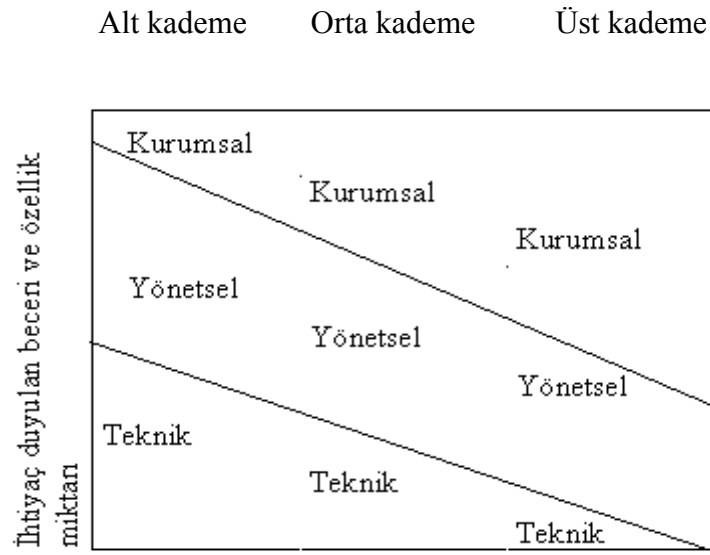 Alt kademe Orta kademe Üst kademe
Kurumsal
Kurumsal
Kurumsal
Yönetsel
Yönetsel
Yönetsel
Teknik
Teknik
Teknik
İhtiyaç duyulan beceri ve özellik
miktarı